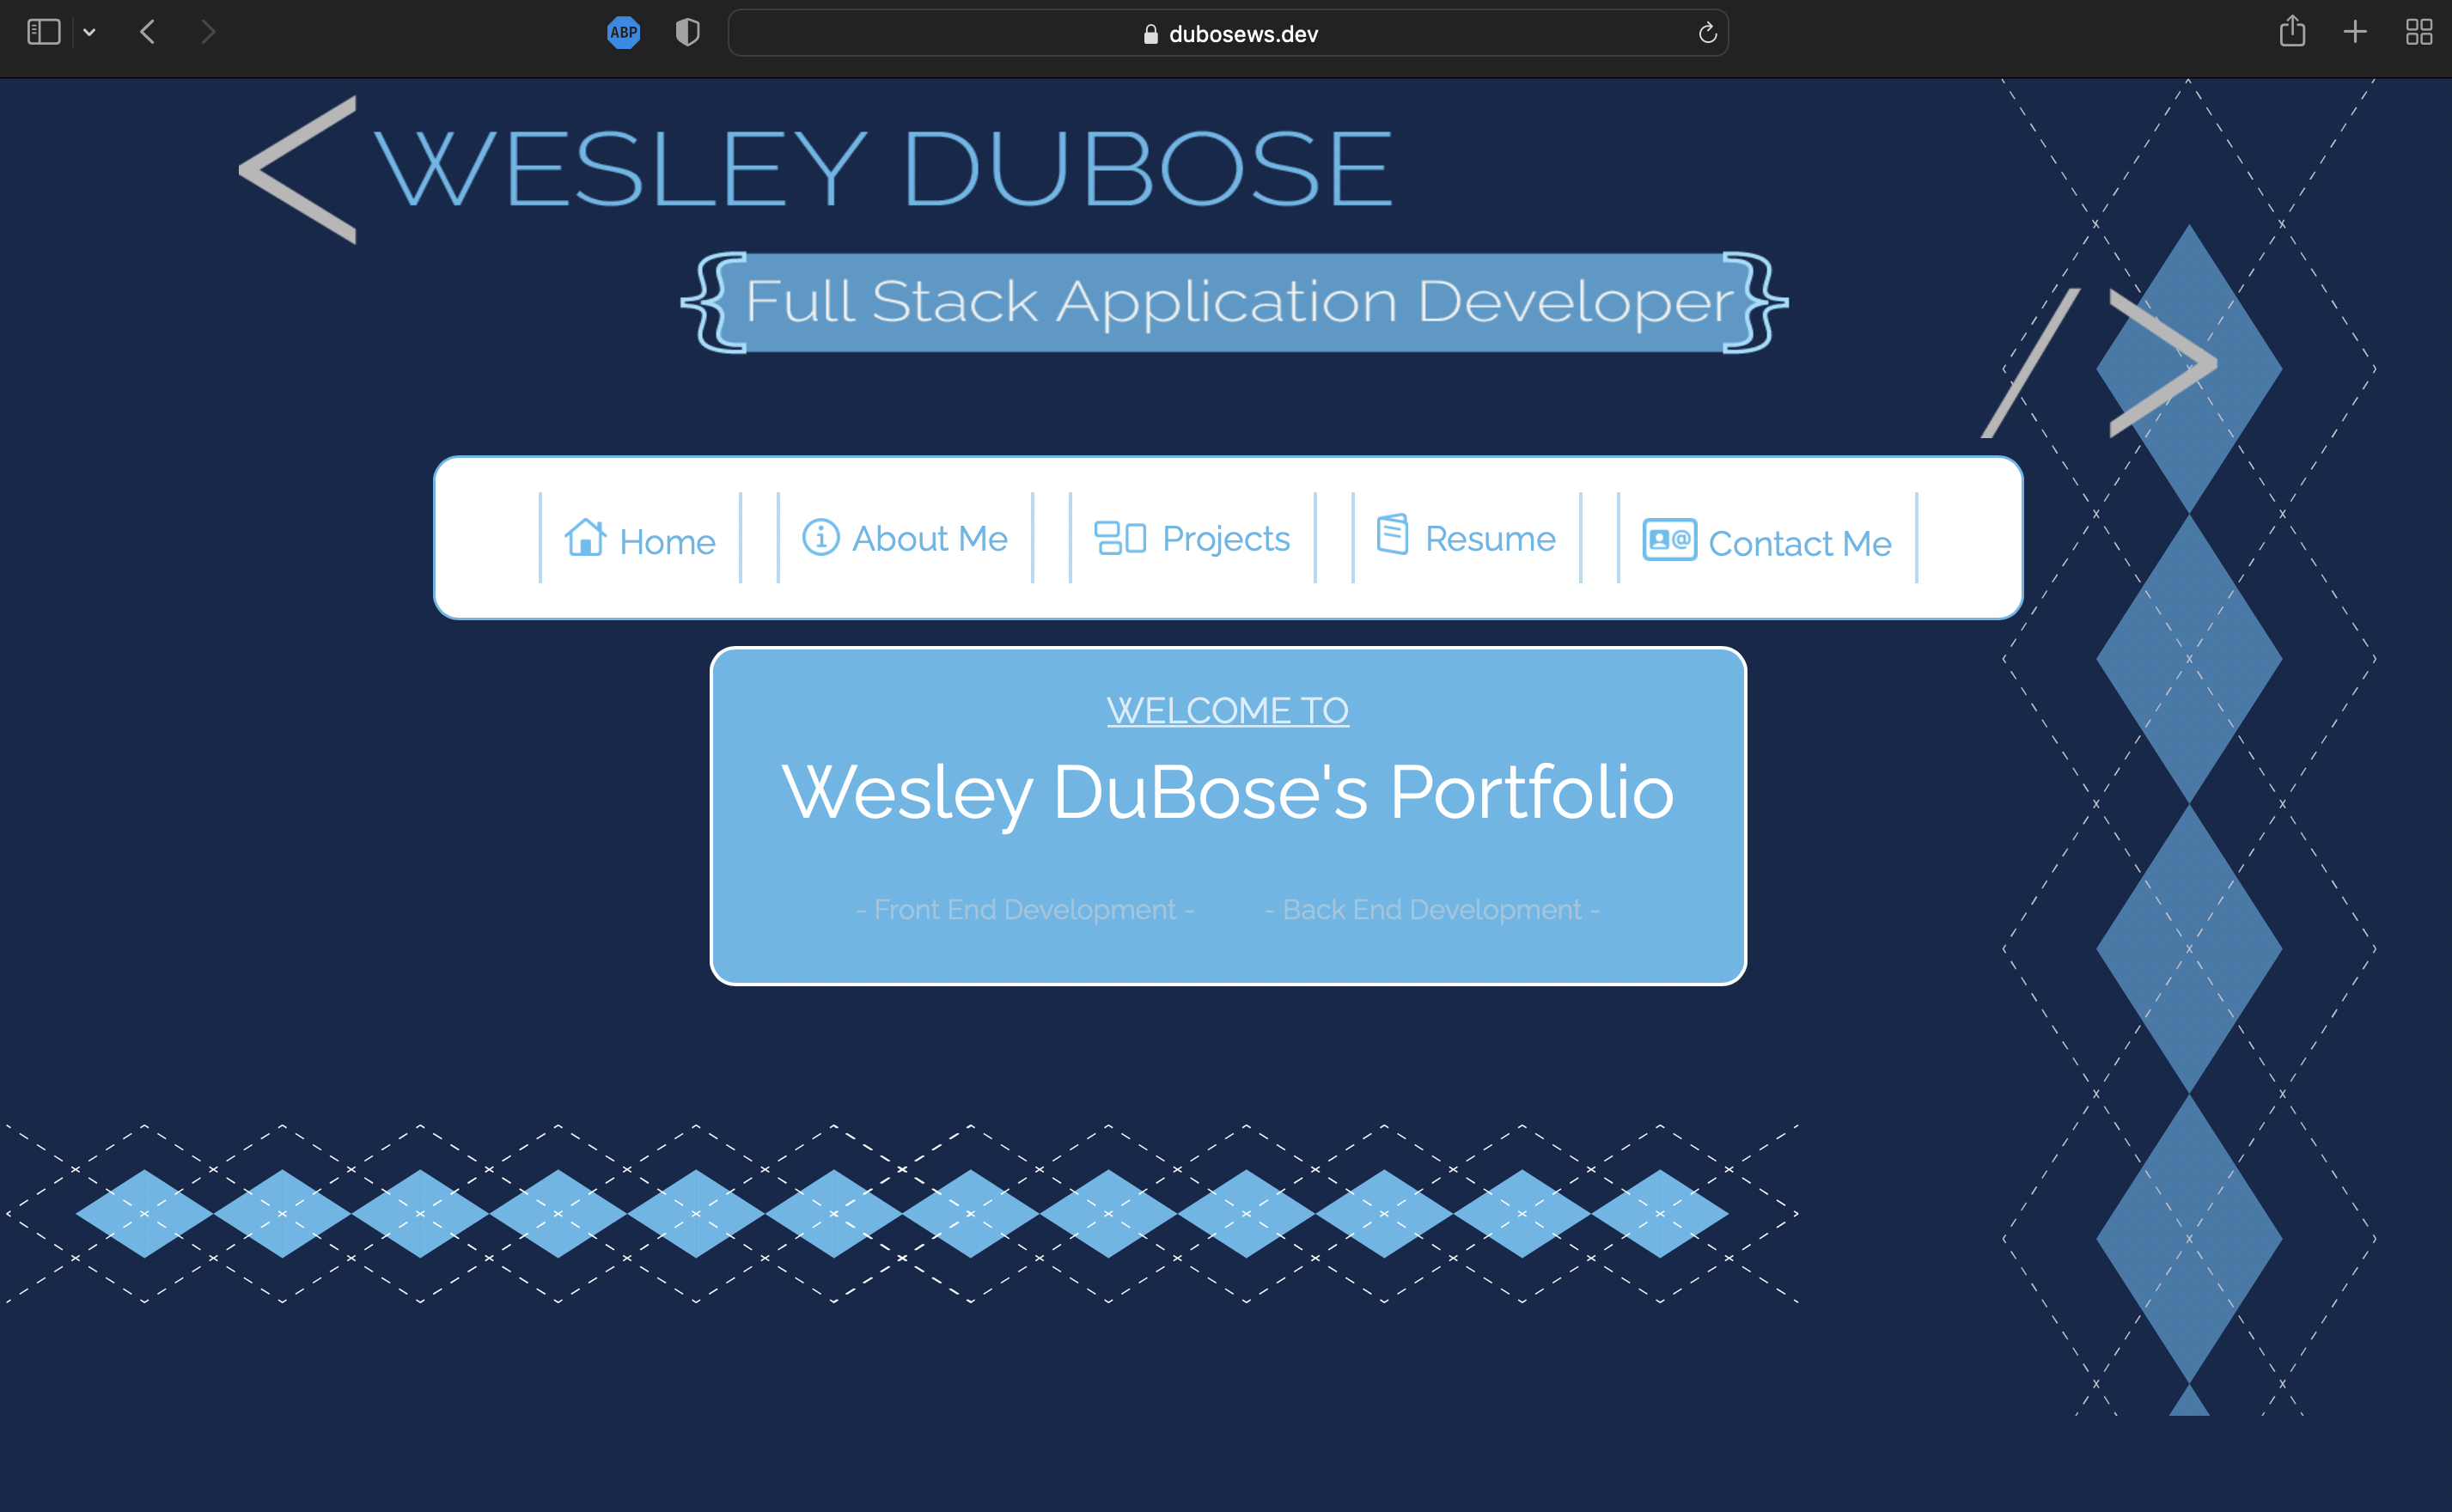 ABP
dubosews.dev
<WESLEY DUBOSE
{{Full Stack Application Developer}}
/>
Home About Me Projects Resume Contact Me
WELCOME TO
Wesley DuBose's Portfolio
- Front End Development - - Back End Development -